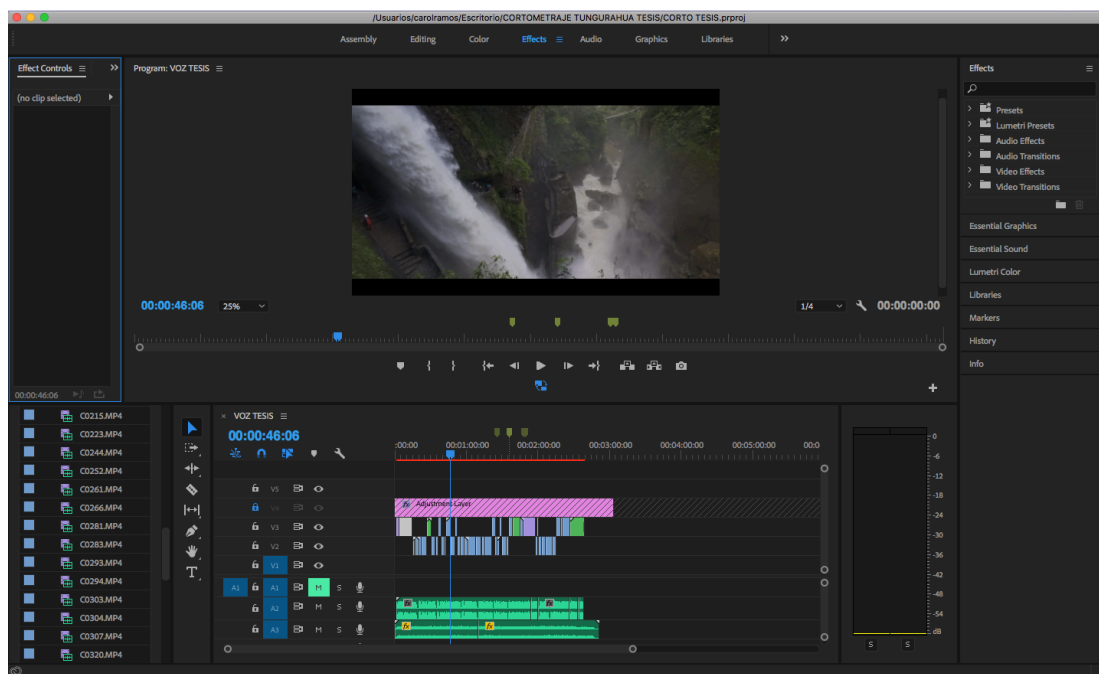 /Usuarios/carolramos/Escritorio/CORTOMETRAJE TUNGURAHUA TESIS/CORTO TESIS.prproj
Assembly Editing Color Effects Audio Graphics Libraries
Effect Controls
(no clip selected)
00:00:46:06
Program: VOZ TESIS
00:00:46:06 25% 1/4 00:00:00:00
Effects
Presets
Lumetri Presets
Audio Effects
Audio Transitions
Video Effects
Video Transitions
Essential Graphics
Essential Sound
Lumetri Color
Libraries
Markers
History
Info
C0215.MP4
C0223.MP4
C0244.MP4
C0252.MP4
C0261.MP4
C0266.MP4
C0281.MP4
C0283.MP4
C0293.MP4
C0294.MP4
C0303.MP4
C0304.MP4
C0307.MP4
C0320.MP4
T
VOZ TESIS
00:00:46:06
:00:00 00:01:00:00 00:02:00:00 00:03:00:00 00:04:00:00 00:05:00:00 00:0
V5
V4 fx Adjustment Layer
V3
V2
V1
A1 A1 M S
A2 M S fx fx
A3 M S fx fx
0
-6
-12
-18
-24
-30
-36
-42
-48
-54
dB
S S